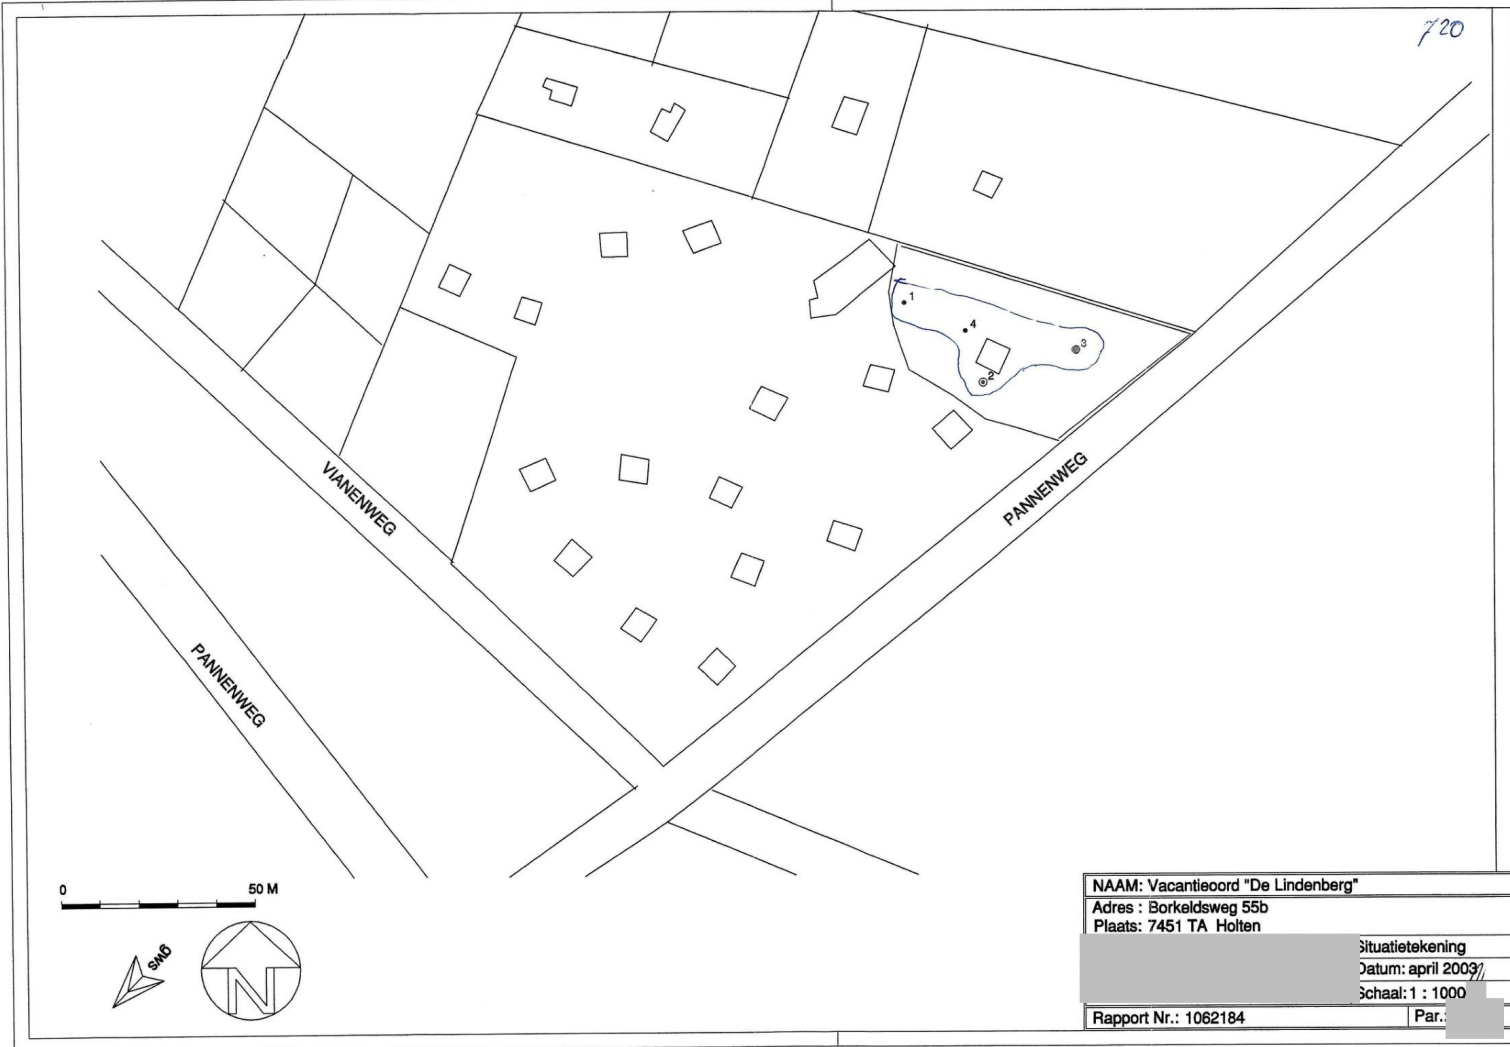 720
1
4
3
2
PANNENWEG
VIANENWEG
PANNENWEG
0 50 M
GWS
N
NAAM: Vacantieoord "De Lindenberg"
Adres : Borkeldsweg 55b
Plaats: 7451 TA Holten
Situatietekening
Datum: april 2003
Schaal: 1 : 1000
Rapport Nr.: 1062184
Par.: